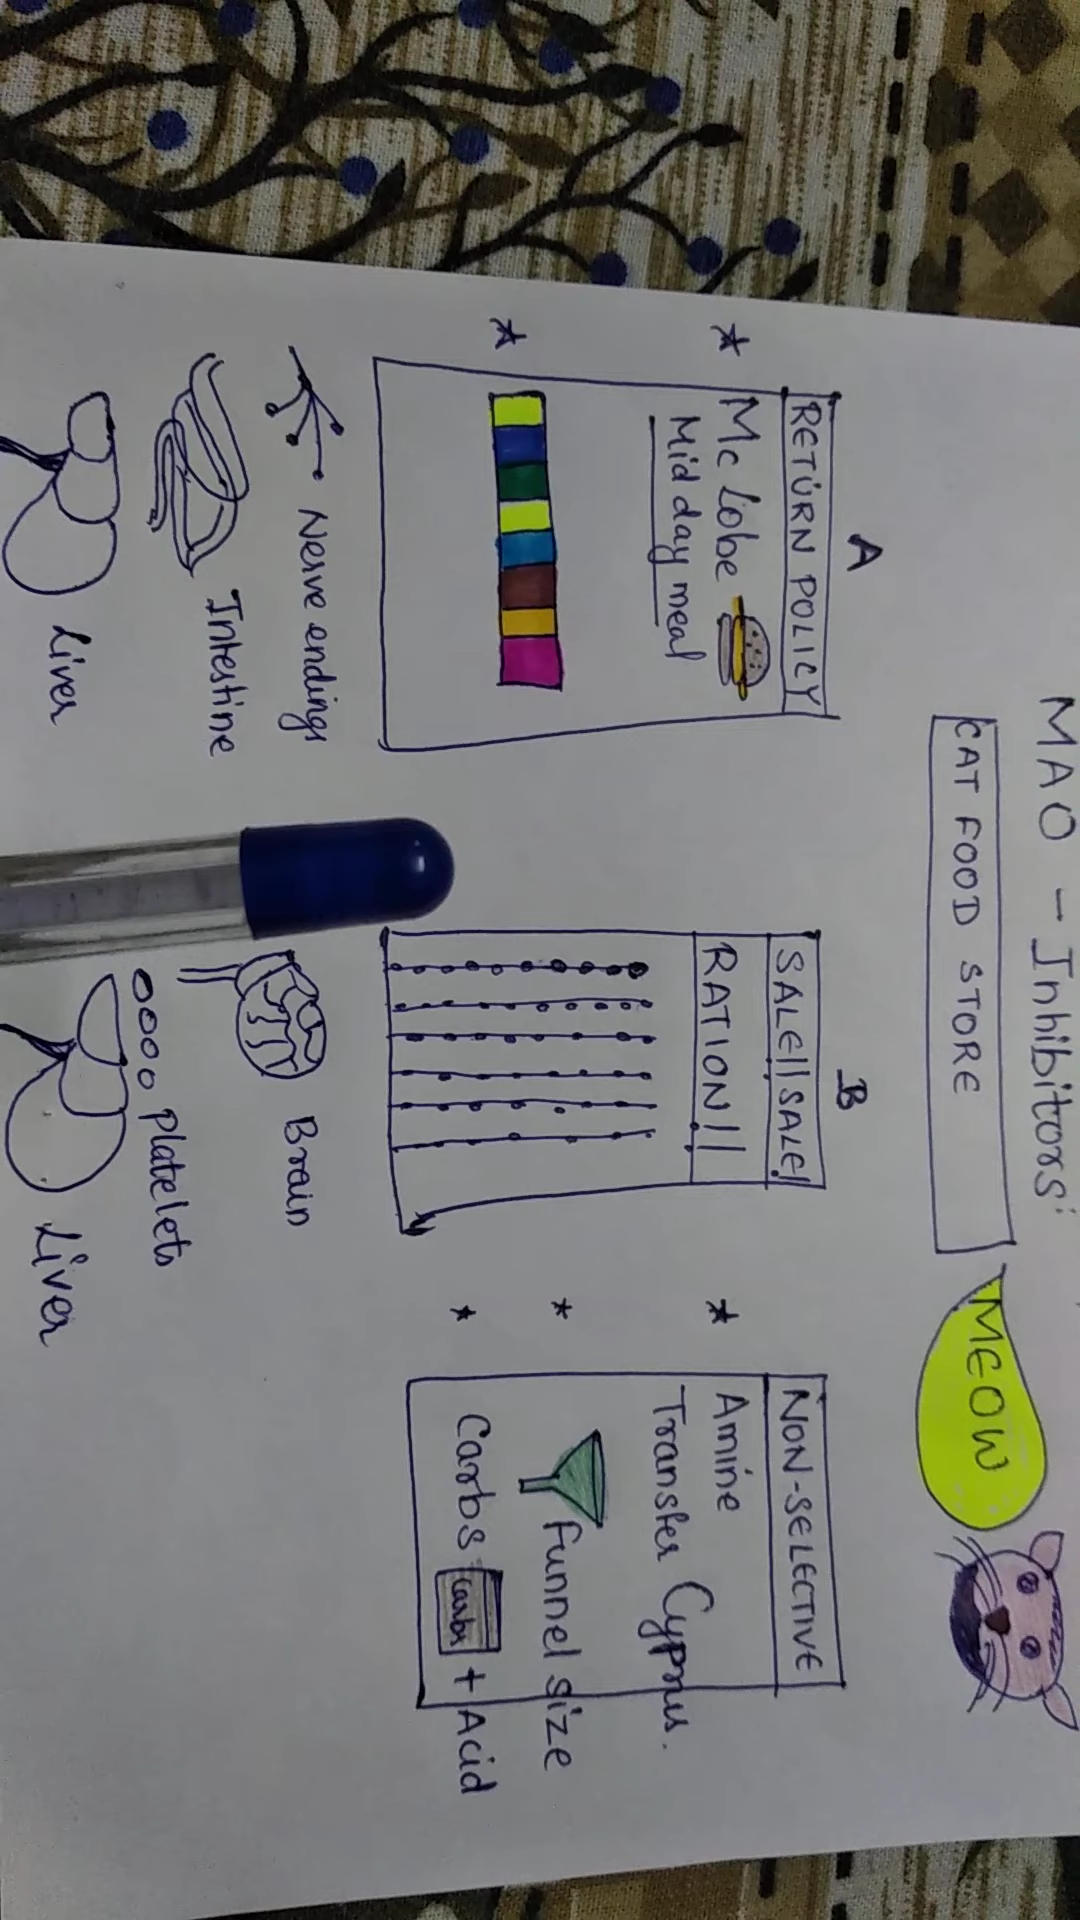 MAO - Inhibitors:
CAT FOOD STORE
MEOW
A
RETURN POLICY
Mc Lobe
Mid day meal
Nerve endings
Intestine
Liver
B
SALE!! SALE!
RATION!!
Brain
Platelets
Liver
NON-SELECTIVE
Amine
Transfer Cyprus.
Funnel size
Carbs Carbs + Acid